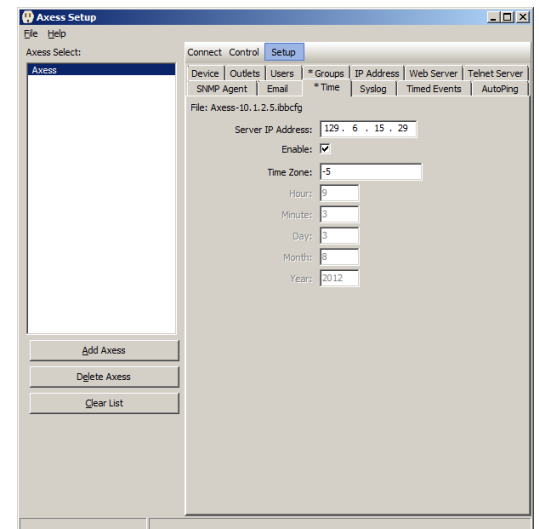 Axess Setup
File Help
Axess Select:
Axess
Add Axess
Delete Axess
Clear List
Connect Control Setup
Device Outlets Users * Groups IP Address Web Server Telnet Server
SNMP Agent Email * Time Syslog Timed Events AutoPing
File: Axess-10.1.2.5.ibbcfg
Server IP Address: 129 . 6 . 15 . 29
Enable:
Time Zone: -5
Hour: 9
Minute: 3
Day: 3
Month: 8
Year: 2012